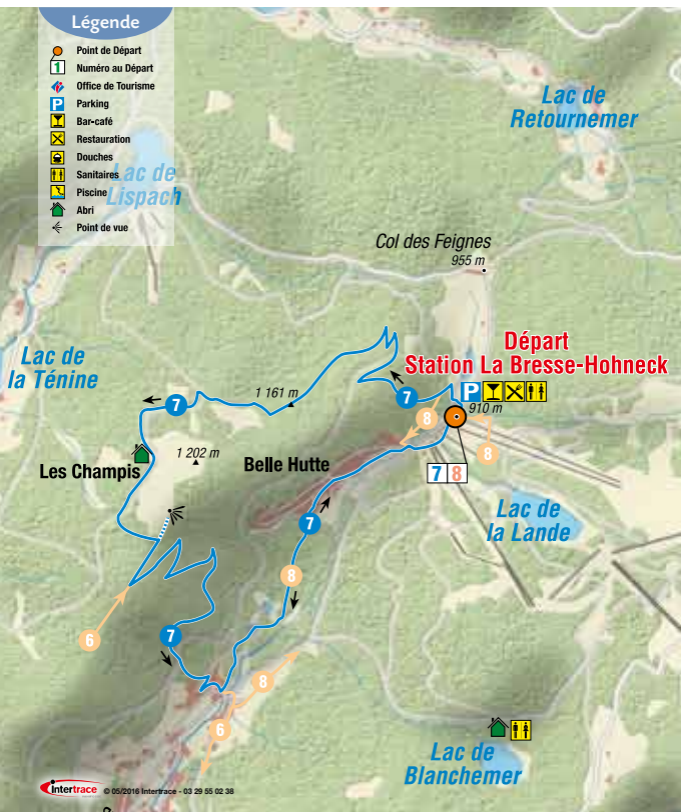 Légende
Point de Départ
1 Numéro au Départ
Office de Tourisme
P Parking
Bar-café
Restauration
Douches
Sanitaires
Piscine
Abri
Point de vue
Lac de
Lispach
Lac de
Retournemer
Col des Feignes
955 m
Départ
Station La Bresse-Hohneck
P
910 m
Lac de
la Ténine
7
1 161 m
7
8
8
7 8
Les Champis
1 202 m
Belle Hutte
7
Lac de
la Lande
8
6
7
8
6
Lac de
Blanchemer
Intertrace © 05/2016 Intertrace - 03 29 55 02 38